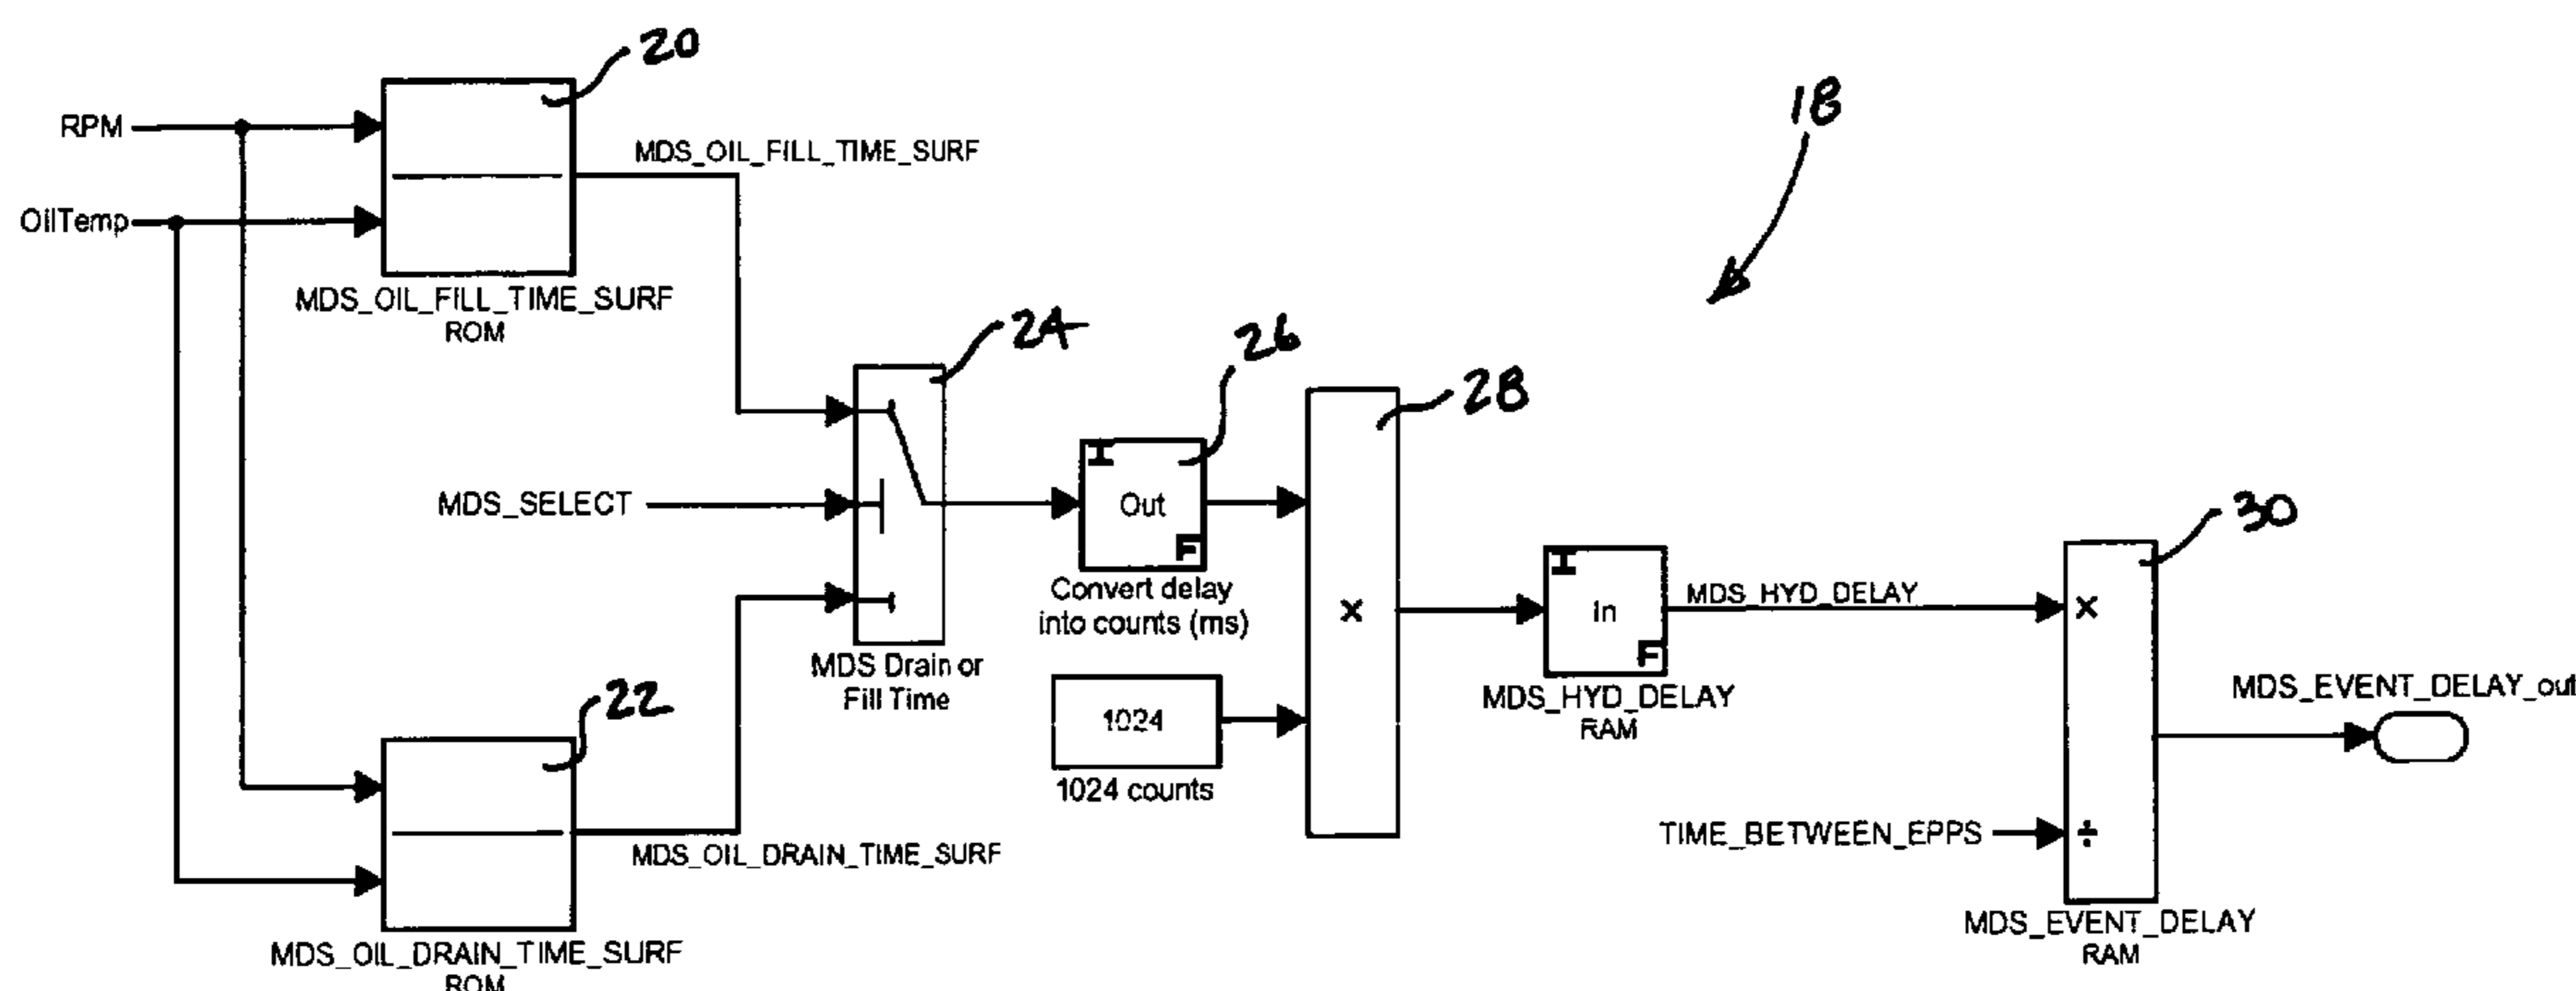 20
RPM
MDS_OIL_FILL_TIME_SURF
18
OilTemp
MDS_OIL_FILL_TIME_SURF
ROM
24
26
28
MDS_SELECT
Out
I
F
Convert delay
into counts (ms)
MDS Drain or
Fill Time
1024
1024 counts
x
I
In
F
MDS_HYD_DELAY
RAM
MDS_HYD_DELAY
30
x
÷
MDS_EVENT_DELAY_out
TIME_BETWEEN_EPPS
MDS_EVENT_DELAY
RAM
22
MDS_OIL_DRAIN_TIME_SURF
MDS_OIL_DRAIN_TIME_SURF
ROM